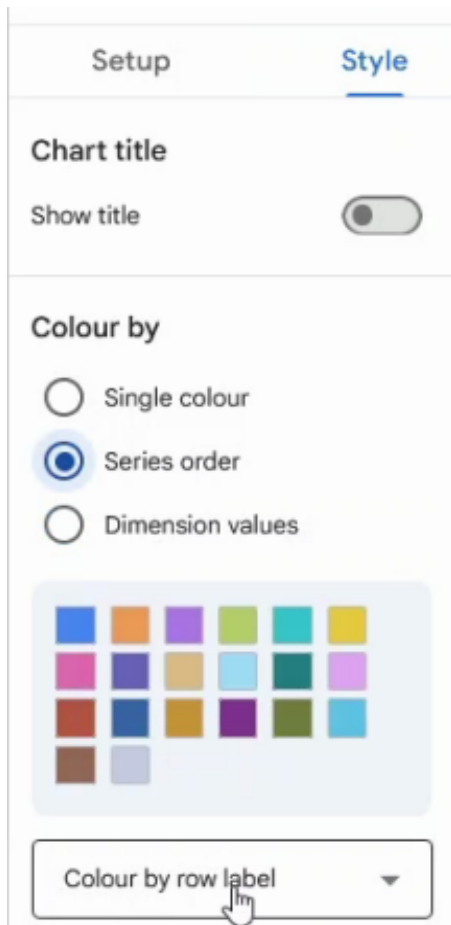 Setup Style
Chart title
Show title
Colour by
Single colour
Series order
Dimension values
Colour by row label